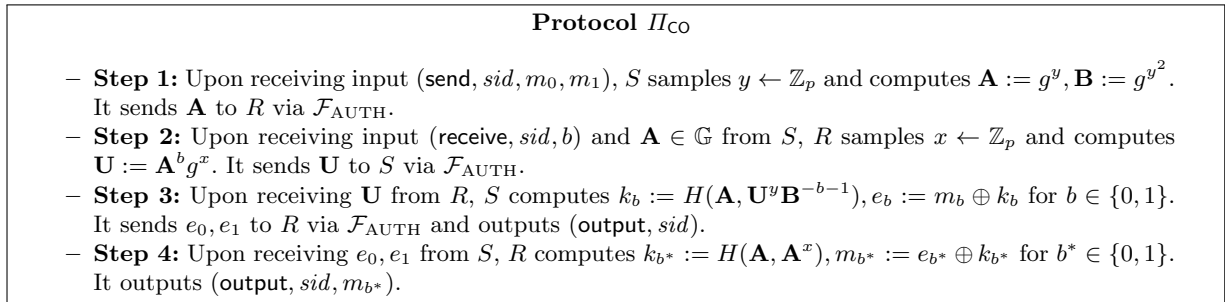 Protocol Π_CO
– Step 1: Upon receiving input (send, sid, m_0, m_1), S samples y ← ℤ_p and computes A := g^y, B := g^{y^2}.
It sends A to R via F_AUTH.
– Step 2: Upon receiving input (receive, sid, b) and A ∈ 𝔾 from S, R samples x ← ℤ_p and computes
U := A^b g^x. It sends U to S via F_AUTH.
– Step 3: Upon receiving U from R, S computes k_b := H(A, U^y B^{-b-1}), e_b := m_b ⊕ k_b for b ∈ {0, 1}.
It sends e_0, e_1 to R via F_AUTH and outputs (output, sid).
– Step 4: Upon receiving e_0, e_1 from S, R computes k_{b*} := H(A, A^x), m_{b*} := e_{b*} ⊕ k_{b*} for b* ∈ {0, 1}.
It outputs (output, sid, m_{b*}).